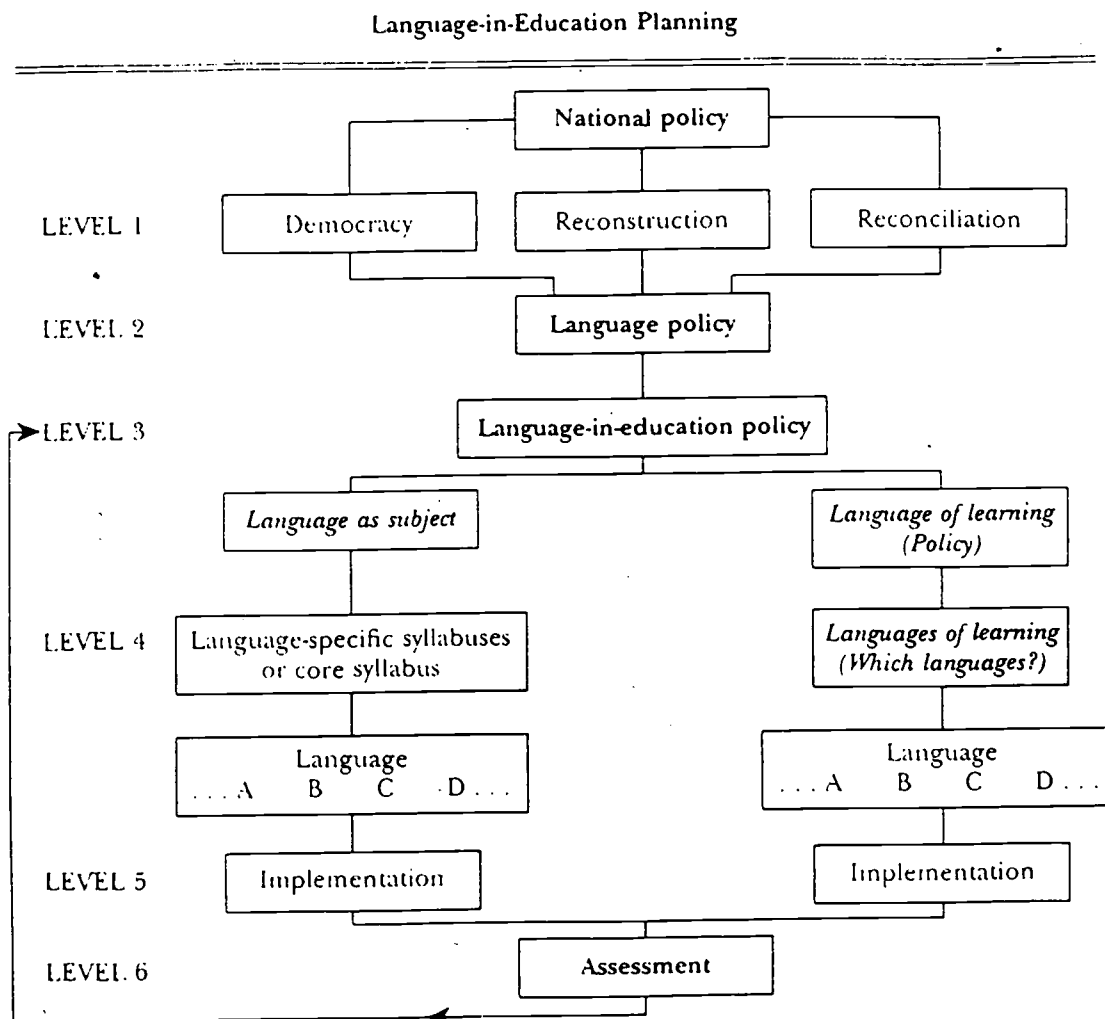 Language-in-Education Planning
National policy
LEVEL 1
Democracy
Reconstruction
Reconciliation
LEVEL 2
Language policy
LEVEL 3
Language-in-education policy
Language as subject
Language of learning
(Policy)
LEVEL 4
Language-specific syllabuses
or core syllabus
Languages of learning
(Which languages?)
Language
... A B C D ...
Language
... A B C D ...
LEVEL 5
Implementation
Implementation
LEVEL 6
Assessment